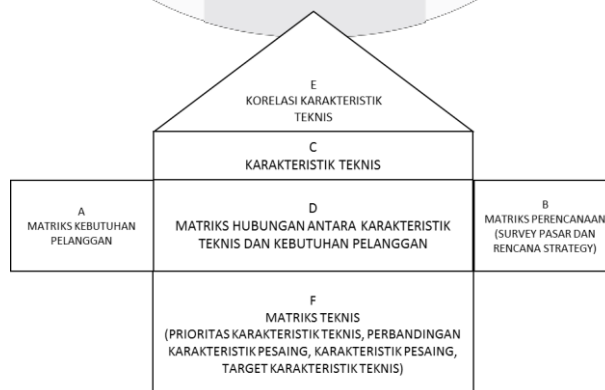 E
KORELASI KARAKTERISTIK
TEKNIS
C
KARAKTERISTIK TEKNIS
A
MATRIKS KEBUTUHAN
PELANGGAN
D
MATRIKS HUBUNGAN ANTARA KARAKTERISTIK
TEKNIS DAN KEBUTUHAN PELANGGAN
B
MATRIKS PERENCANAAN
(SURVEY PASAR DAN
RENCANA STRATEGY)
F
MATRIKS TEKNIS
(PRIORITAS KARAKTERISTIK TEKNIS, PERBANDINGAN
KARAKTERISTIK PESAING, KARAKTERISTIK PESAING,
TARGET KARAKTERISTIK TEKNIS)